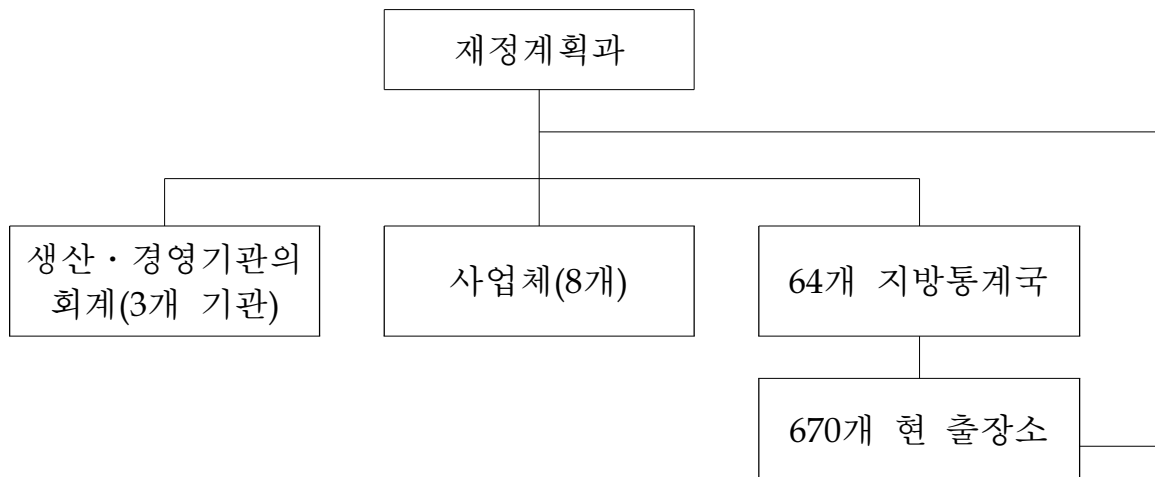 재정계획과
생산·경영기관의
회계(3개 기관)
사업체(8개)
64개 지방통계국
670개 현 출장소